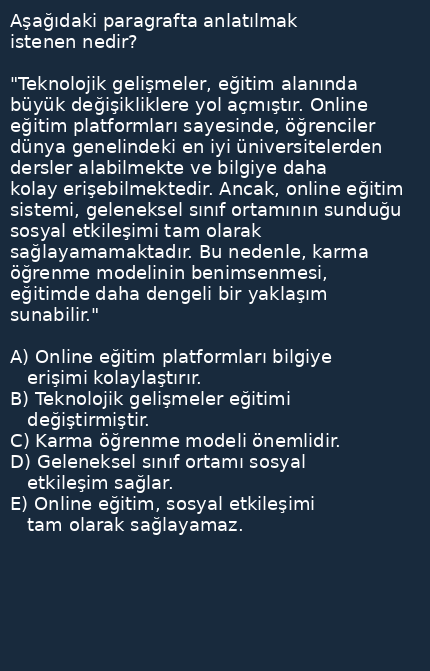 Aşağıdaki paragrafta anlatılmak
istenen nedir?
"Teknolojik gelişmeler, eğitim alanında
büyük değişikliklere yol açmıştır. Online
eğitim platformları sayesinde, öğrenciler
dünya genelindeki en iyi üniversitelerden
dersler alabilmekte ve bilgiye daha
kolay erişebilmektedir. Ancak, online eğitim
sistemi, geleneksel sınıf ortamının sunduğu
sosyal etkileşimi tam olarak
sağlayamamaktadır. Bu nedenle, karma
öğrenme modelinin benimsenmesi,
eğitimde daha dengeli bir yaklaşım
sunabilir."
A) Online eğitim platformları bilgiye
erişimi kolaylaştırır.
B) Teknolojik gelişmeler eğitimi
değiştirmiştir.
C) Karma öğrenme modeli önemlidir.
D) Geleneksel sınıf ortamı sosyal
etkileşim sağlar.
E) Online eğitim, sosyal etkileşimi
tam olarak sağlayamaz.